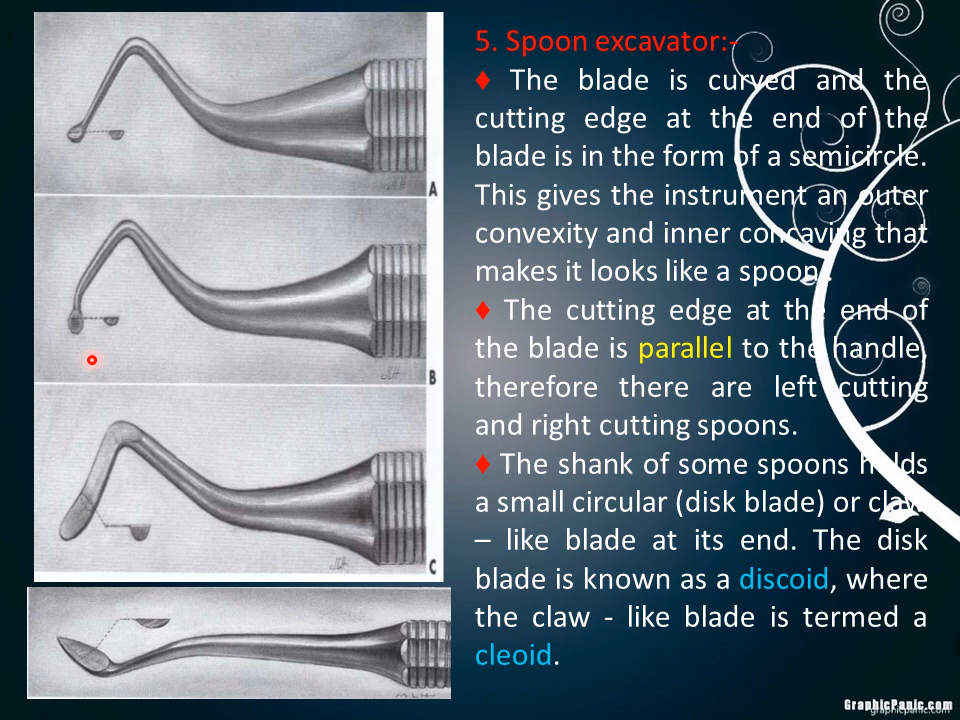 5. Spoon excavator:-
♦ The blade is curved and the
cutting edge at the end of the
blade is in the form of a semicircle.
This gives the instrument an outer
convexity and inner concaving that
makes it looks like a spoon.
♦ The cutting edge at the end of
the blade is parallel to the handle,
therefore there are left cutting
and right cutting spoons.
♦ The shank of some spoons holds
a small circular (disk blade) or claw
– like blade at its end. The disk
blade is known as a discoid, where
the claw - like blade is termed a
cleoid.
A
B
C
GraphicPanic.com
graphicpanic.com